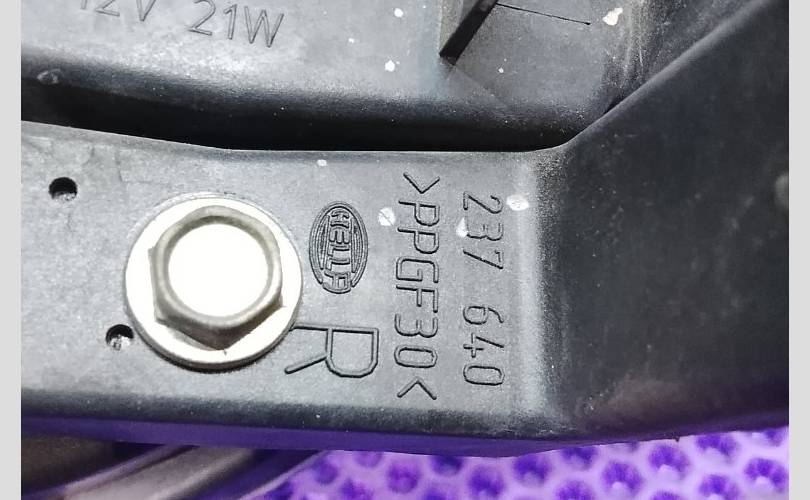 12V 21W
237 640
>PPGF30<
HELLA
R